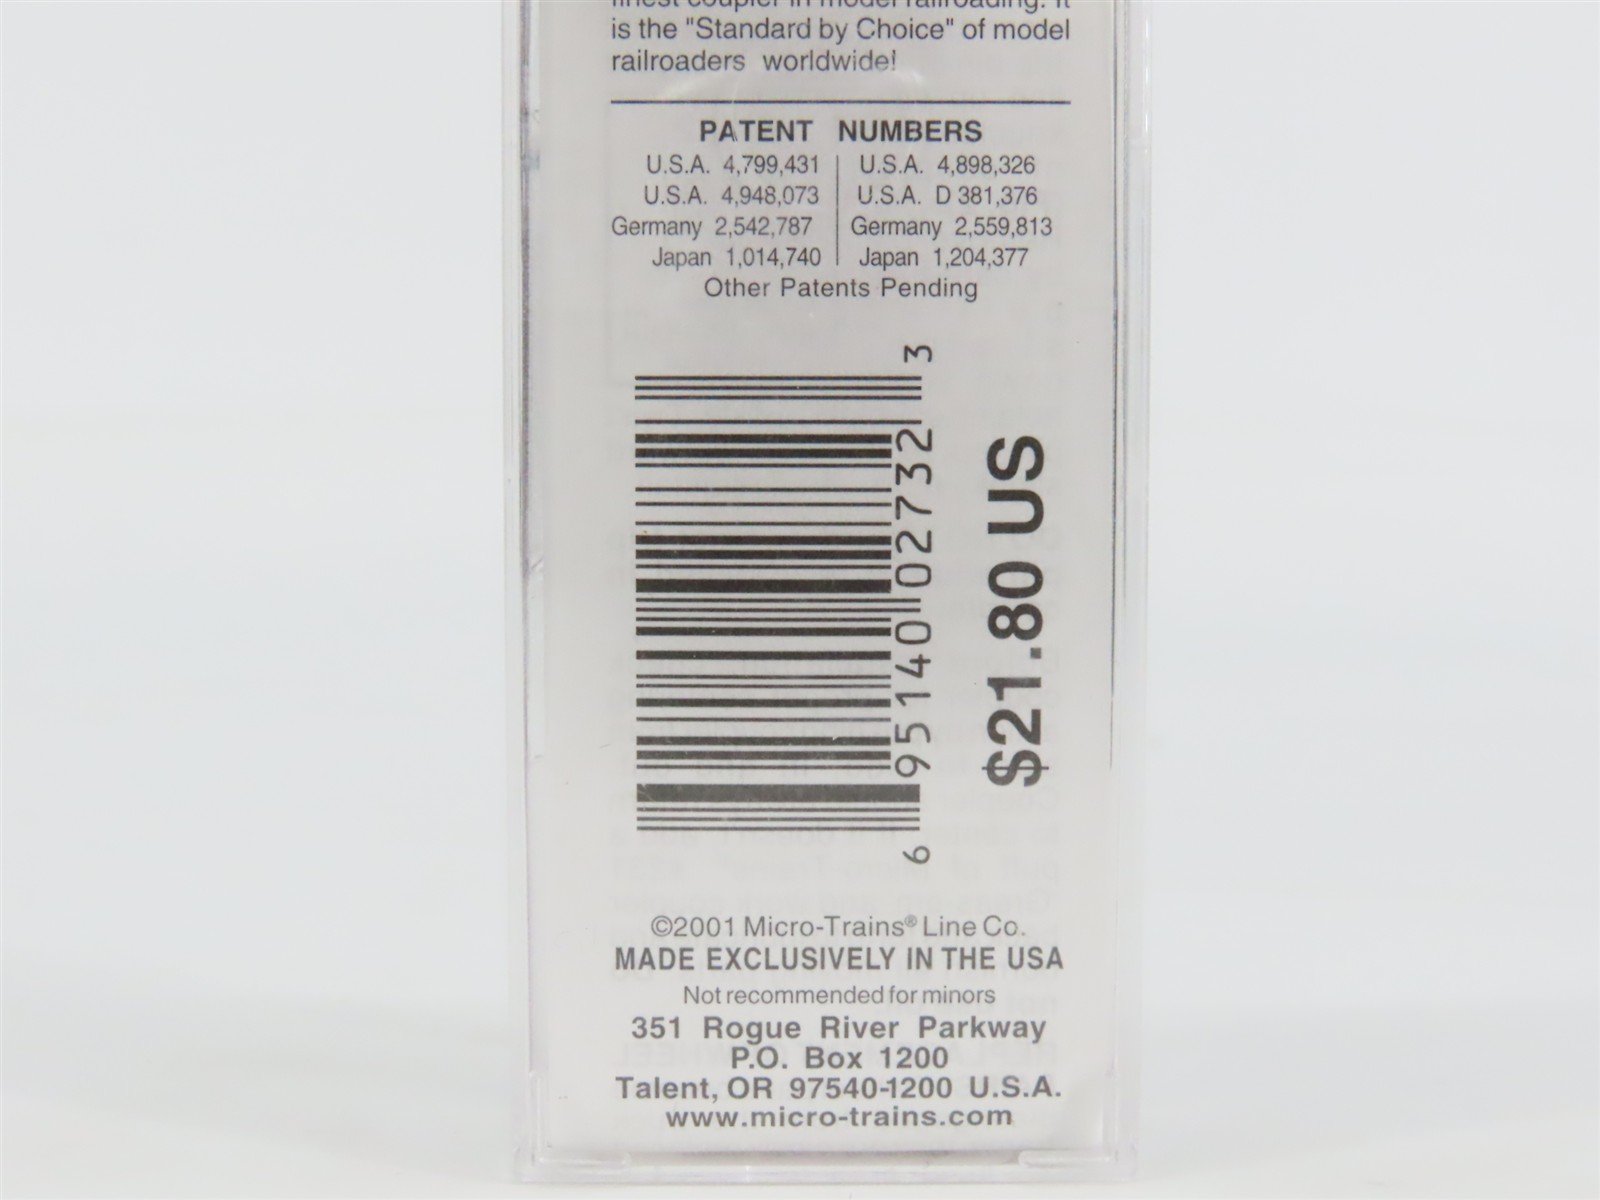 finest coupler in model railroading. It
is the "Standard by Choice" of model
railroaders worldwide!
PATENT NUMBERS
U.S.A. 4,799,431 | U.S.A. 4,898,326
U.S.A. 4,948,073 | U.S.A. D 381,376
Germany 2,542,787 | Germany 2,559,813
Japan 1,014,740 | Japan 1,204,377
Other Patents Pending
6 95140 02732 3
$21.80 US
©2001 Micro-Trains® Line Co.
MADE EXCLUSIVELY IN THE USA
Not recommended for minors
351 Rogue River Parkway
P.O. Box 1200
Talent, OR 97540-1200 U.S.A.
www.micro-trains.com